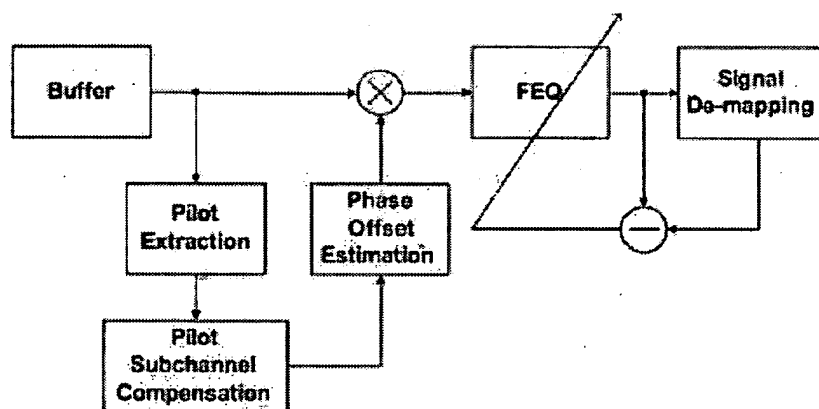 Buffer
FEQ
Signal
De-mapping
Pilot
Extraction
Phase
Offset
Estimation
Pilot
Subchannel
Compensation